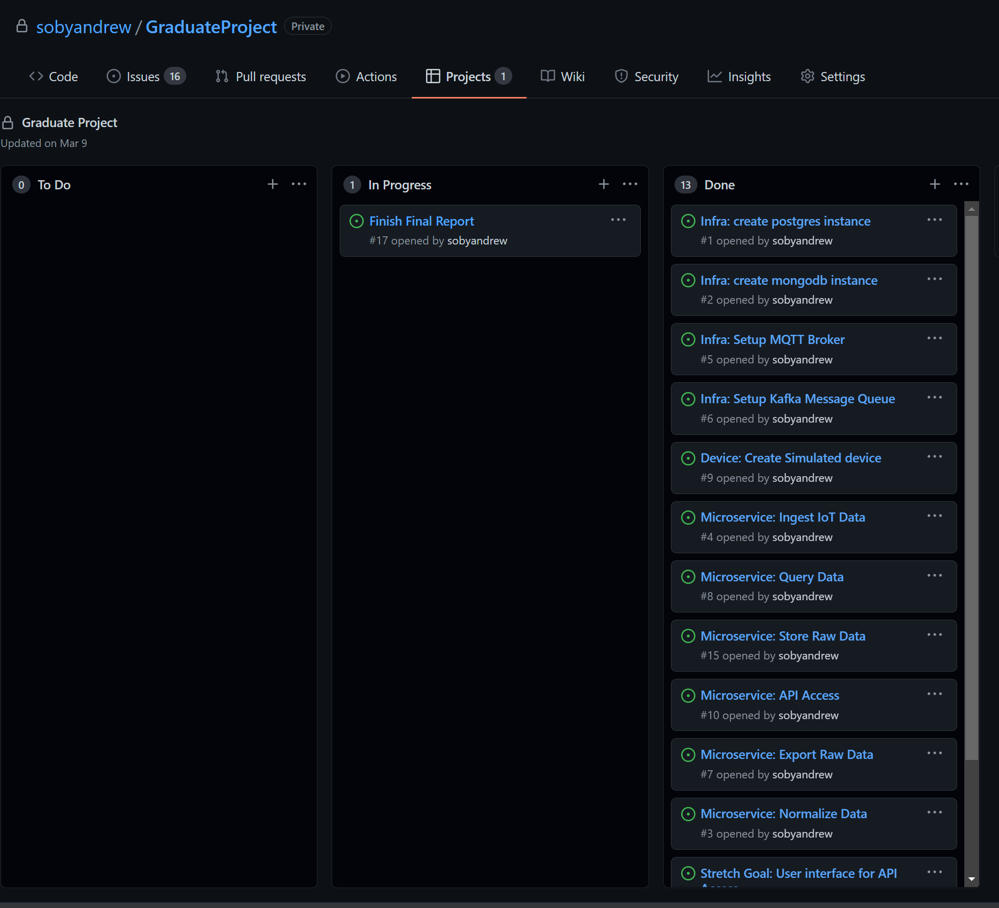 sobyandrew / GraduateProject Private
Code Issues 16 Pull requests Actions Projects 1 Wiki Security Insights Settings
Graduate Project
Updated on Mar 9
0 To Do
1 In Progress
Finish Final Report
#17 opened by sobyandrew
13 Done
Infra: create postgres instance
#1 opened by sobyandrew
Infra: create mongodb instance
#2 opened by sobyandrew
Infra: Setup MQTT Broker
#5 opened by sobyandrew
Infra: Setup Kafka Message Queue
#6 opened by sobyandrew
Device: Create Simulated device
#9 opened by sobyandrew
Microservice: Ingest IoT Data
#4 opened by sobyandrew
Microservice: Query Data
#8 opened by sobyandrew
Microservice: Store Raw Data
#15 opened by sobyandrew
Microservice: API Access
#10 opened by sobyandrew
Microservice: Export Raw Data
#7 opened by sobyandrew
Microservice: Normalize Data
#3 opened by sobyandrew
Stretch Goal: User interface for API